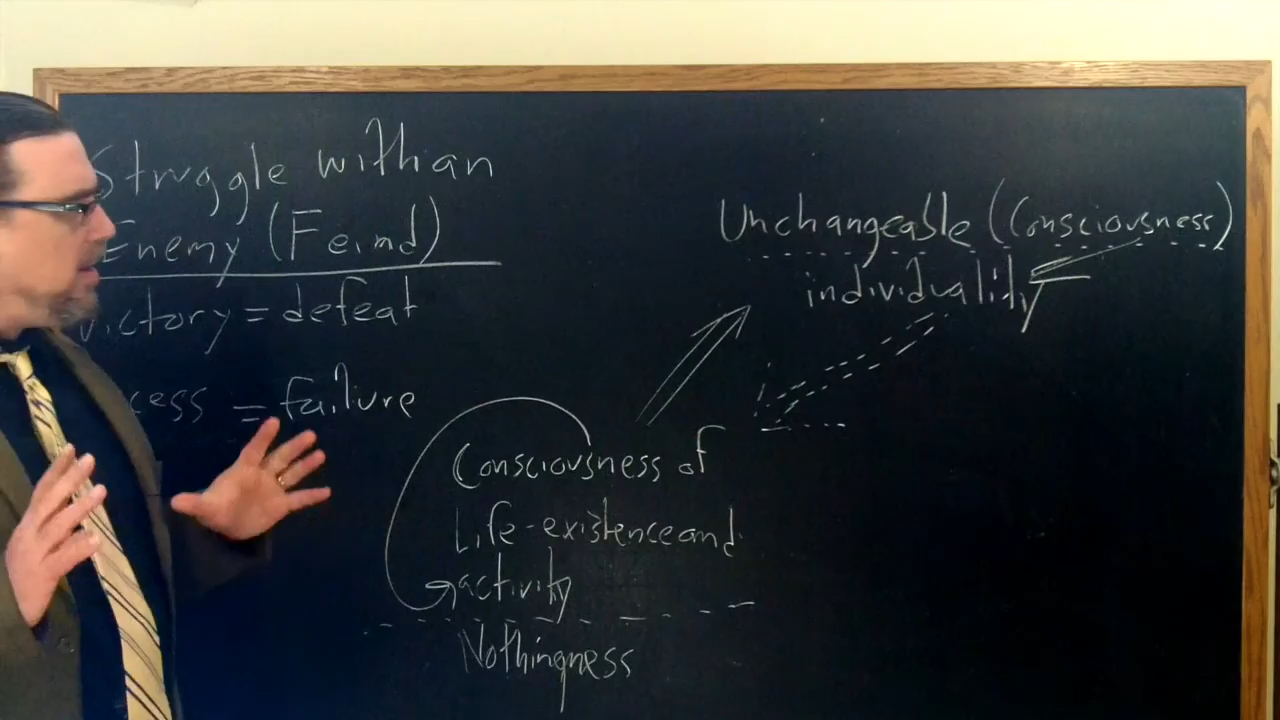 Struggle with an
Enemy (Feind)
victory = defeat
cess = failure
Unchangeable (Consciousness)
individuality
Consciousness of
Life-existence and
activity
Nothingness